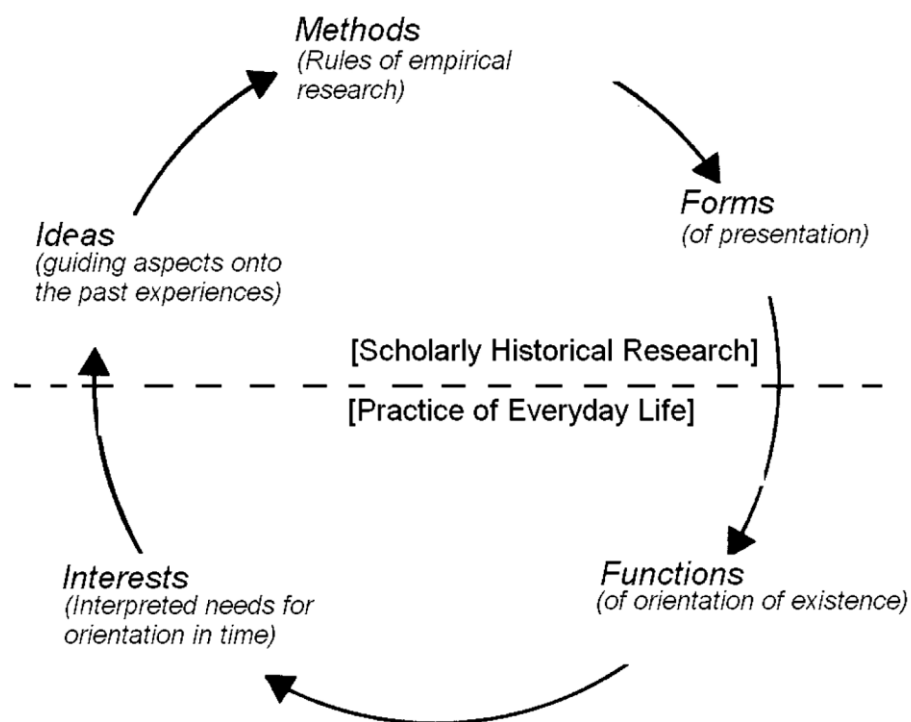 Methods
(Rules of empirical
research)
Forms
(of presentation)
Ideas
(guiding aspects onto
the past experiences)
[Scholarly Historical Research]
[Practice of Everyday Life]
Interests
(Interpreted needs for
orientation in time)
Functions
(of orientation of existence)